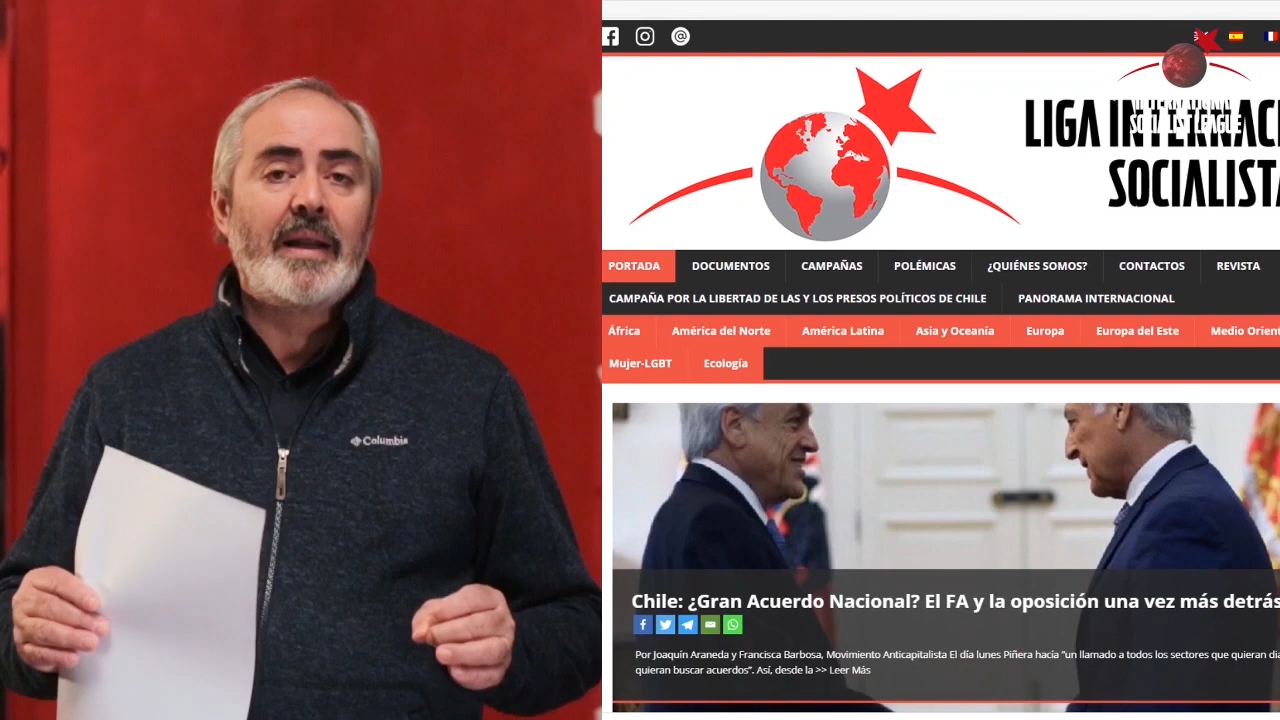 Columbia
LIGA INTERNACI
SOCIALISTA
INTERNATIONAL
SOCIALIST LEAGUE
PORTADA
DOCUMENTOS
CAMPAÑAS
POLÉMICAS
¿QUIÉNES SOMOS?
CONTACTOS
REVISTA
CAMPAÑA POR LA LIBERTAD DE LAS Y LOS PRESOS POLÍTICOS DE CHILE
PANORAMA INTERNACIONAL
África
América del Norte
América Latina
Asia y Oceanía
Europa
Europa del Este
Medio Orient
Mujer-LGBT
Ecología
Chile: ¿Gran Acuerdo Nacional? El FA y la oposición una vez más detrás
Por Joaquín Araneda y Francisca Barbosa, Movimiento Anticapitalista El día lunes Piñera hacía “un llamado a todos los sectores que quieran dia
quieran buscar acuerdos”. Así, desde la >> Leer Más